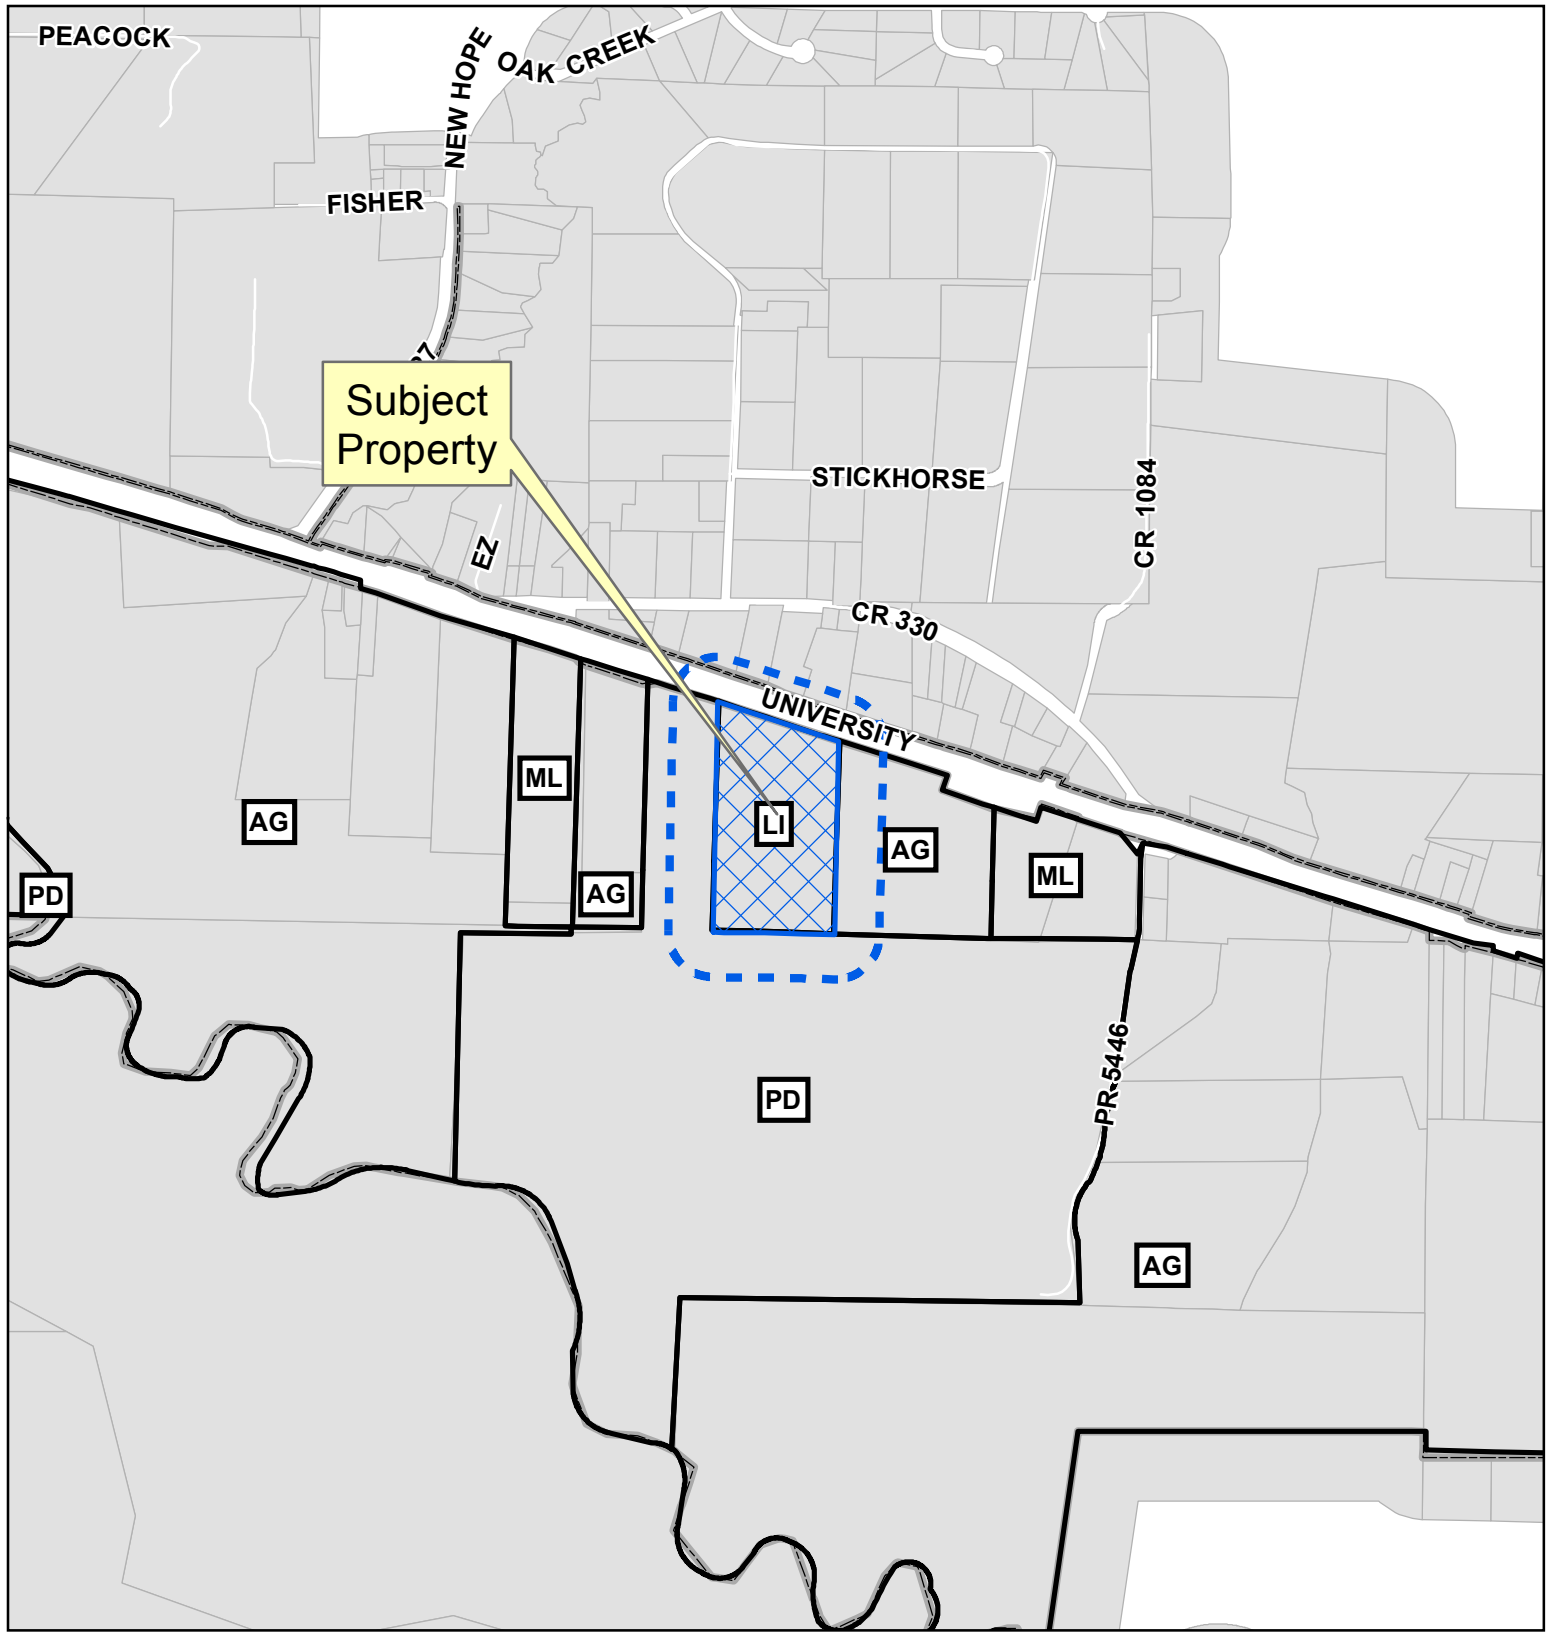 PEACOCK
NEW HOPE
OAK CREEK
FISHER
Subject
Property
STICKHORSE
CR 1084
EZ
CR 330
UNIVERSITY
ML
AG
LI
AG
ML
PD
AG
PR 5446
PD
AG